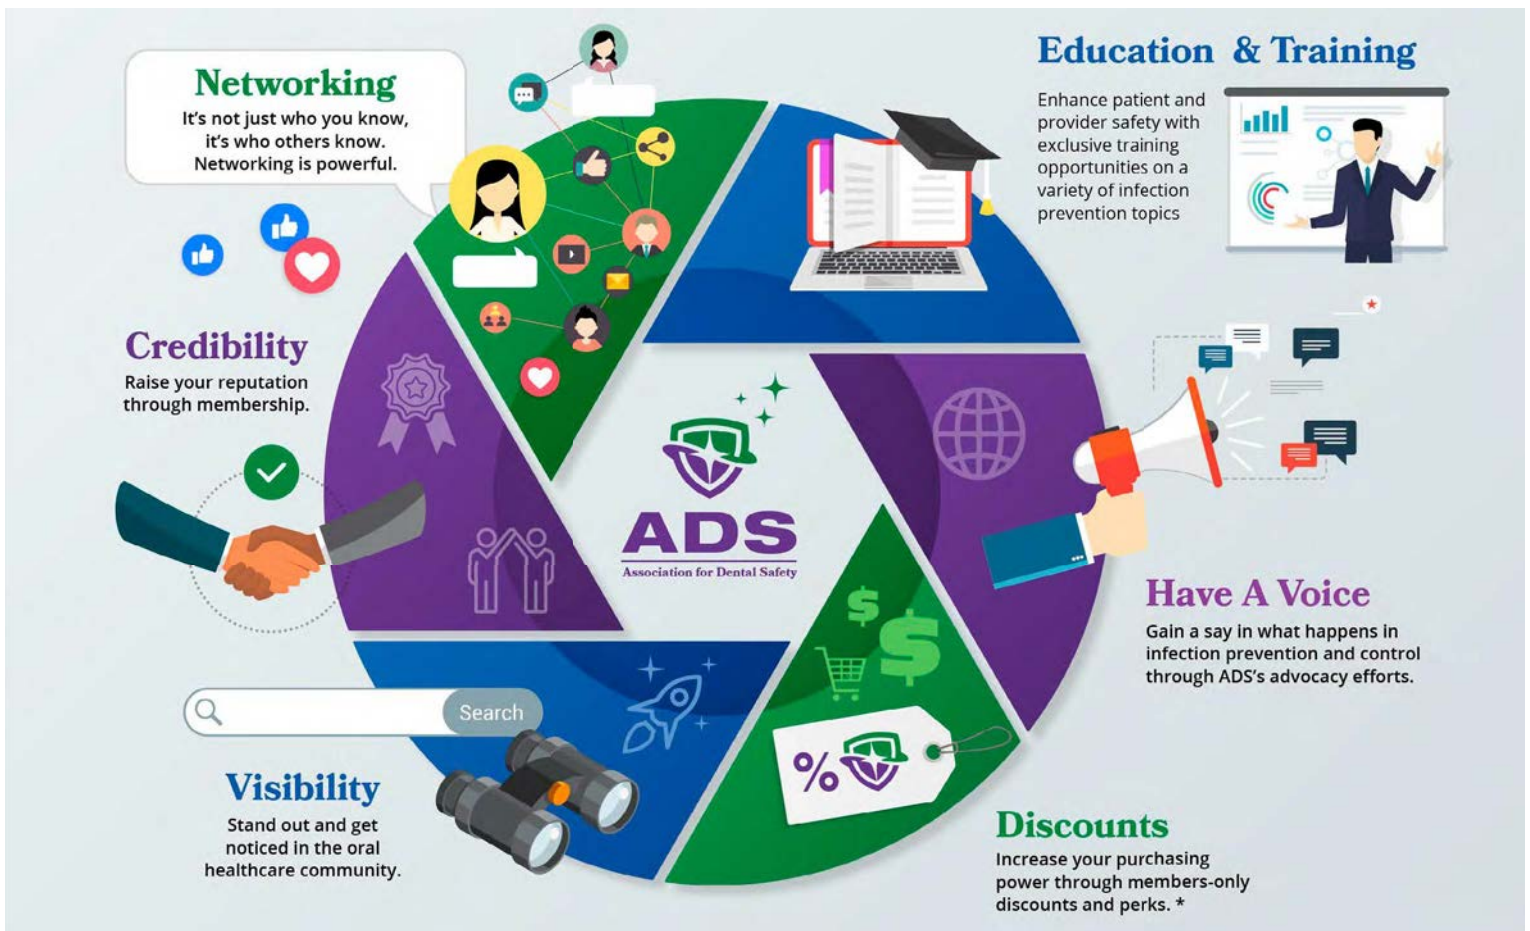 Networking
It's not just who you know,
it's who others know.
Networking is powerful.
Education & Training
Enhance patient and
provider safety with
exclusive training
opportunities on a
variety of infection
prevention topics
Credibility
Raise your reputation
through membership.
ADS
Association for Dental Safety
Have A Voice
Gain a say in what happens in
infection prevention and control
through ADS's advocacy efforts.
$
$
Search
%
Visibility
Stand out and get
noticed in the oral
healthcare community.
Discounts
Increase your purchasing
power through members-only
discounts and perks. *